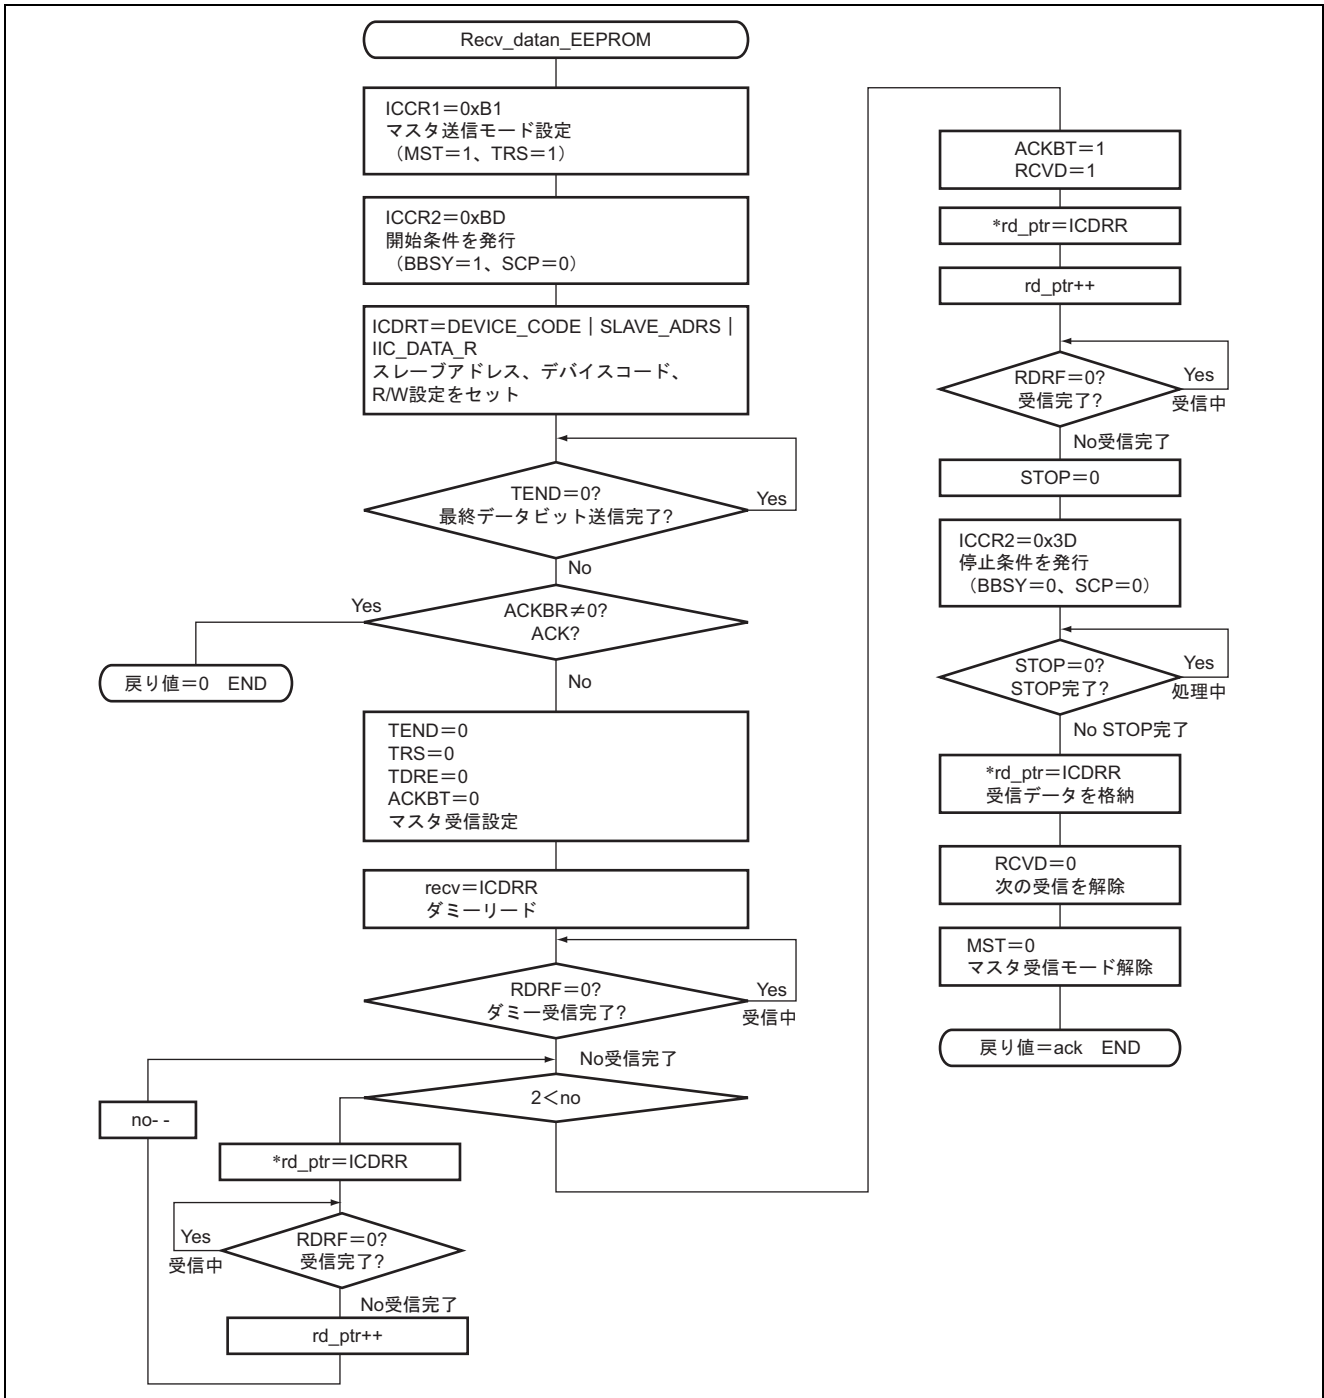 Recv_datan_EEPROM
ICCR1=0xB1
マスタ送信モード設定
（MST=1、TRS=1）
ICCR2=0xBD
開始条件を発行
（BBSY=1、SCP=0）
ICDRT=DEVICE_CODE｜SLAVE_ADRS｜
IIC_DATA_R
スレーブアドレス、デバイスコード、
R/W設定をセット
TEND=0?
最終データビット送信完了?
Yes
No
ACKBR≠0?
ACK?
Yes
戻り値=0 END
No
TEND=0
TRS=0
TDRE=0
ACKBT=0
マスタ受信設定
recv=ICDRR
ダミーリード
RDRF=0?
ダミー受信完了?
Yes
受信中
No受信完了
2<no
no- -
*rd_ptr=ICDRR
RDRF=0?
受信完了?
Yes
受信中
No受信完了
rd_ptr++
ACKBT=1
RCVD=1
*rd_ptr=ICDRR
rd_ptr++
RDRF=0?
受信完了?
Yes
受信中
No受信完了
STOP=0
ICCR2=0x3D
停止条件を発行
（BBSY=0、SCP=0）
STOP=0?
STOP完了?
Yes
処理中
No STOP完了
*rd_ptr=ICDRR
受信データを格納
RCVD=0
次の受信を解除
MST=0
マスタ受信モード解除
戻り値=ack END